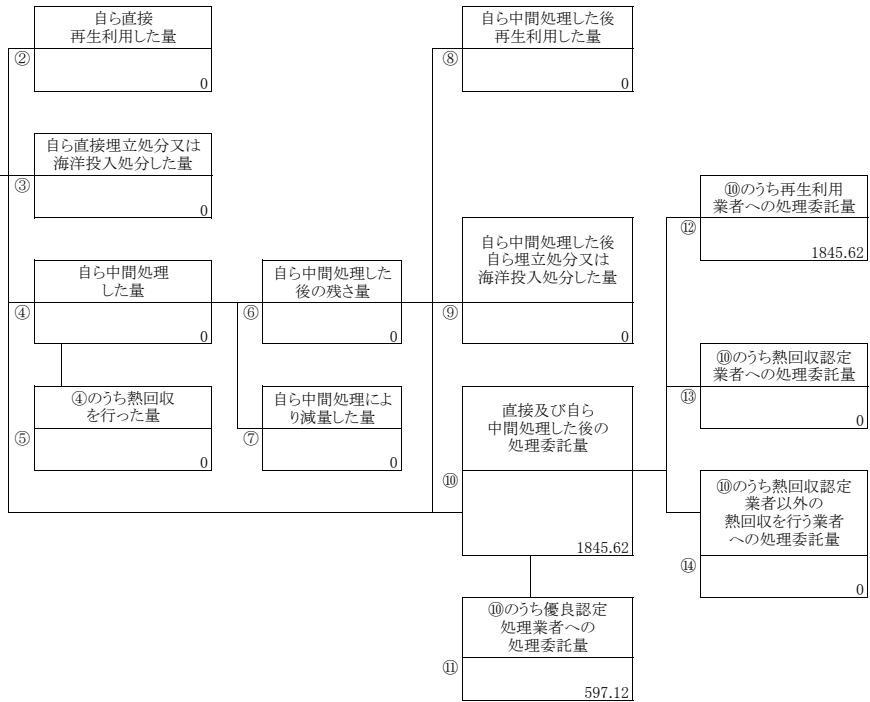 自ら直接
再生利用した量
②
0
自ら中間処理した後
再生利用した量
⑧
0
自ら直接埋立処分又は
海洋投入処分した量
③
0
⑩のうち再生利用
業者への処理委託量
⑫
1845.62
自ら中間処理
した量
④
0
自ら中間処理した
後の残さ量
⑥
0
自ら中間処理した後
自ら埋立処分又は
海洋投入処分した量
⑨
0
⑩のうち熱回収認定
業者への処理委託量
⑬
0
④のうち熱回収
を行った量
⑤
0
自ら中間処理によ
り減量した量
⑦
0
直接及び自ら
中間処理した後の
処理委託量
⑩
1845.62
⑩のうち熱回収認定
業者以外の
熱回収を行う業者
への処理委託量
⑭
0
⑩のうち優良認定
処理業者への
処理委託量
⑪
597.12